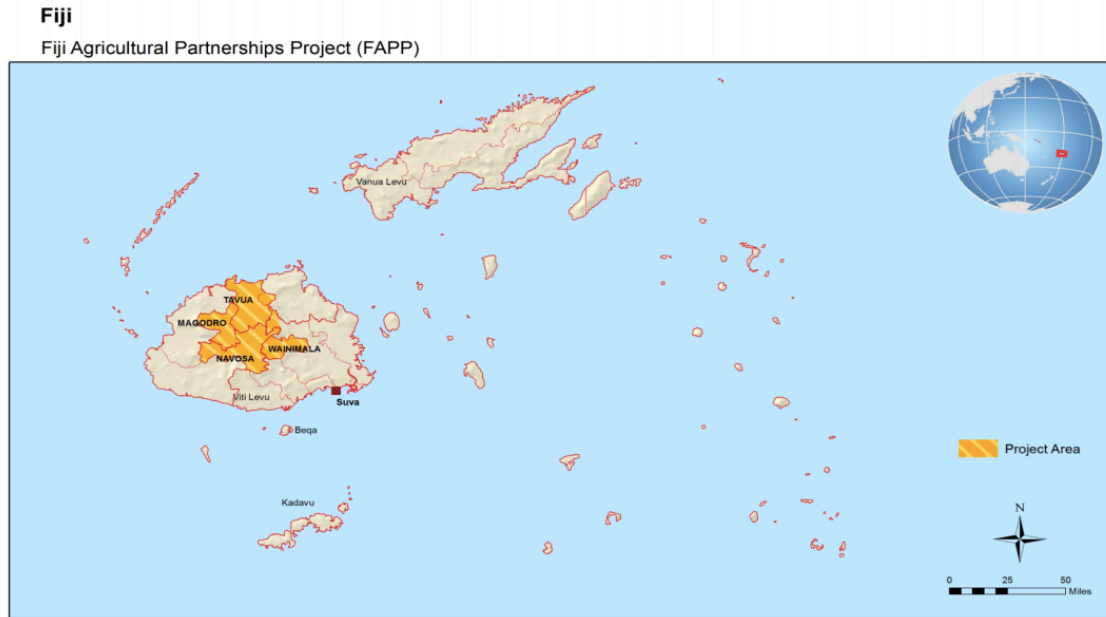 Fiji
Fiji Agricultural Partnerships Project (FAPP)
Vanua Levu
TAVUA
MAGODRO
WAINIMALA
NAVOSA
Viti Levu
Suva
Beqa
Project Area
Kadavu
N
0 25 50
Miles